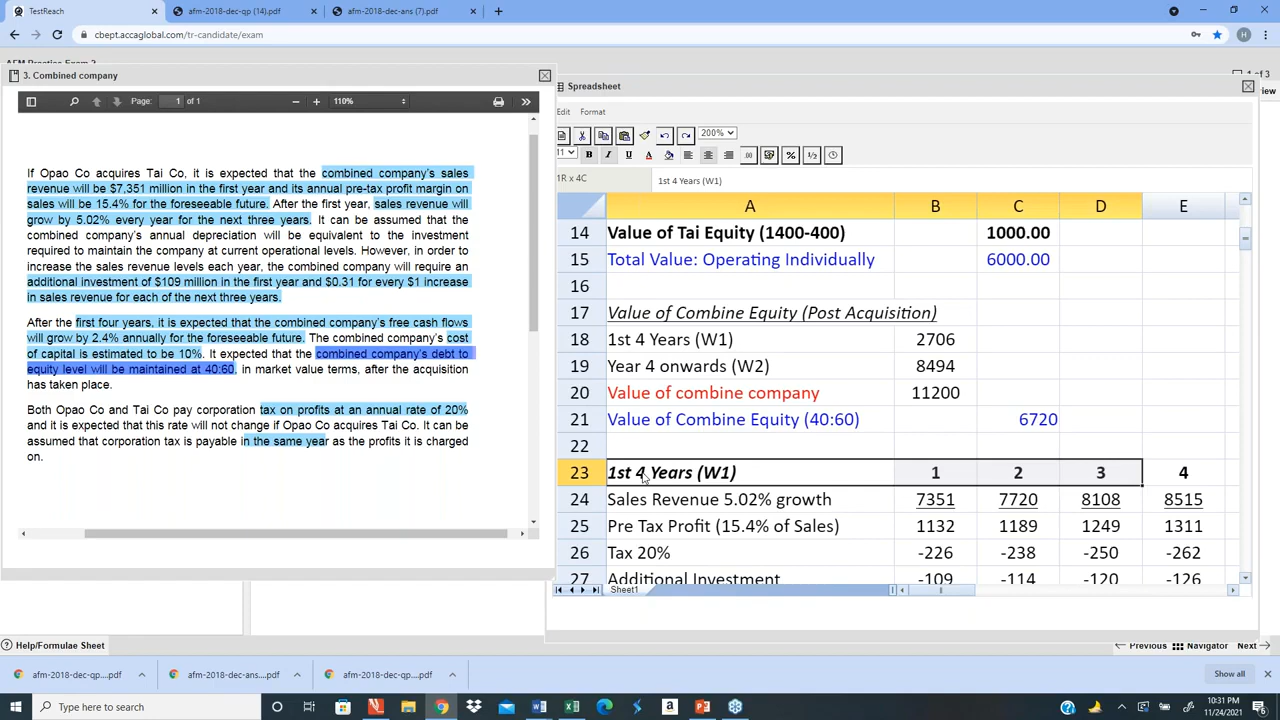 TestReach
afm-2018-dec-qp (14).pdf
afm-2018-dec-ans (7).pdf
cbept.accaglobal.com/tr-candidate/exam
H
AFM Practice Exam 2
1 of 3
3. Combined company
Page: 1 of 1
110%
If Opao Co acquires Tai Co, it is expected that the combined company's sales
revenue will be $7,351 million in the first year and its annual pre-tax profit margin on
sales will be 15.4% for the foreseeable future. After the first year, sales revenue will
grow by 5.02% every year for the next three years. It can be assumed that the
combined company's annual depreciation will be equivalent to the investment
required to maintain the company at current operational levels. However, in order to
increase the sales revenue levels each year, the combined company will require an
additional investment of $109 million in the first year and $0.31 for every $1 increase
in sales revenue for each of the next three years.
After the first four years, it is expected that the combined company's free cash flows
will grow by 2.4% annually for the foreseeable future. The combined company's cost
of capital is estimated to be 10%. It expected that the combined company's debt to
equity level will be maintained at 40:60, in market value terms, after the acquisition
has taken place.
Both Opao Co and Tai Co pay corporation tax on profits at an annual rate of 20%
and it is expected that this rate will not change if Opao Co acquires Tai Co. It can be
assumed that corporation tax is payable in the same year as the profits it is charged
on.
Spreadsheet
Edit Format
200%
11 B I U A .00 % 1/2
1R x 4C 1st 4 Years (W1)
A B C D E
14 Value of Tai Equity (1400-400) 1000.00
15 Total Value: Operating Individually 6000.00
16
17 Value of Combine Equity (Post Acquisition)
18 1st 4 Years (W1) 2706
19 Year 4 onwards (W2) 8494
20 Value of combine company 11200
21 Value of Combine Equity (40:60) 6720
22
23 1st 4 Years (W1) 1 2 3 4
24 Sales Revenue 5.02% growth 7351 7720 8108 8515
25 Pre Tax Profit (15.4% of Sales) 1132 1189 1249 1311
26 Tax 20% -226 -238 -250 -262
27 Additional Investment -109 -114 -120 -126
Sheet1
Help/Formulae Sheet
Previous Navigator Next
afm-2018-dec-qp....pdf
afm-2018-dec-ans....pdf
afm-2018-dec-qp....pdf
Show all
Type here to search
10:31 PM
11/24/2021